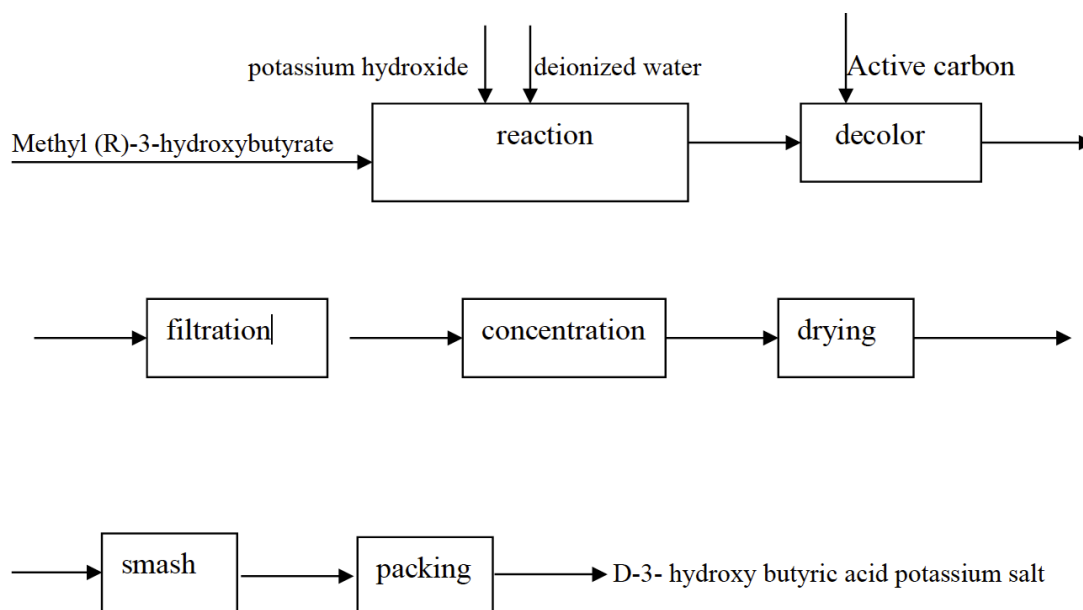 potassium hydroxide
deionized water
Active carbon
Methyl (R)-3-hydroxybutyrate
reaction
decolor
filtration
concentration
drying
smash
packing
D-3- hydroxy butyric acid potassium salt